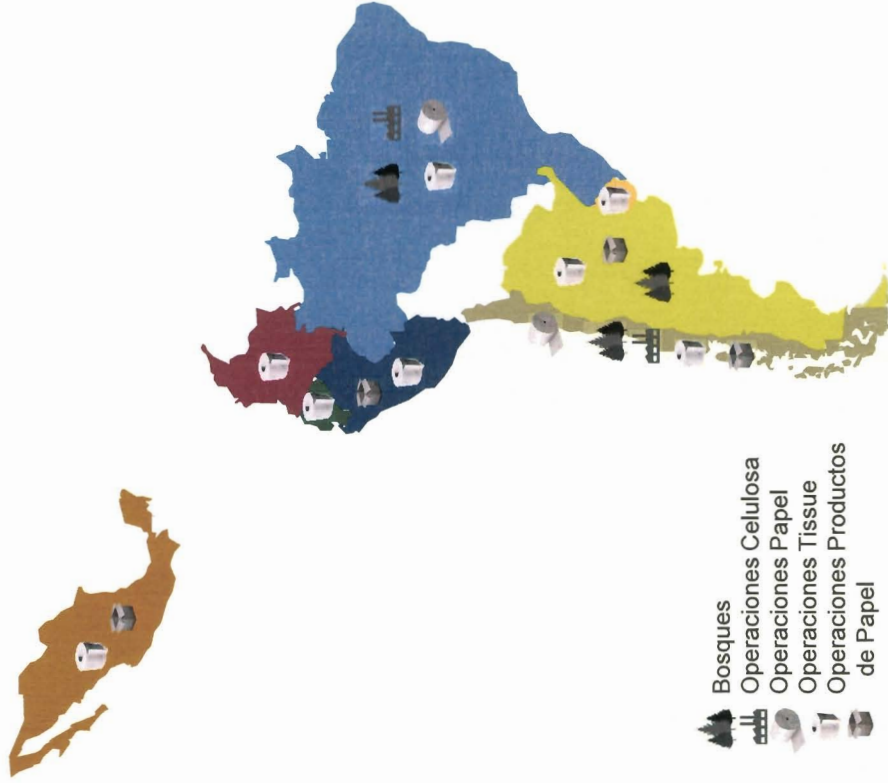 Bosques
Operaciones Celulosa
Operaciones Papel
Operaciones Tissue
Operaciones Productos
de Papel